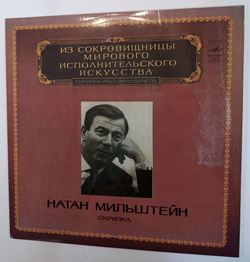 ИЗ СОКРОВИЩНИЦЫ
МИРОВОГО
ИСПОЛНИТЕЛЬСКОГО
ИСКУССТВА
НАТАН МИЛЬШТЕЙН
СКРИПКА